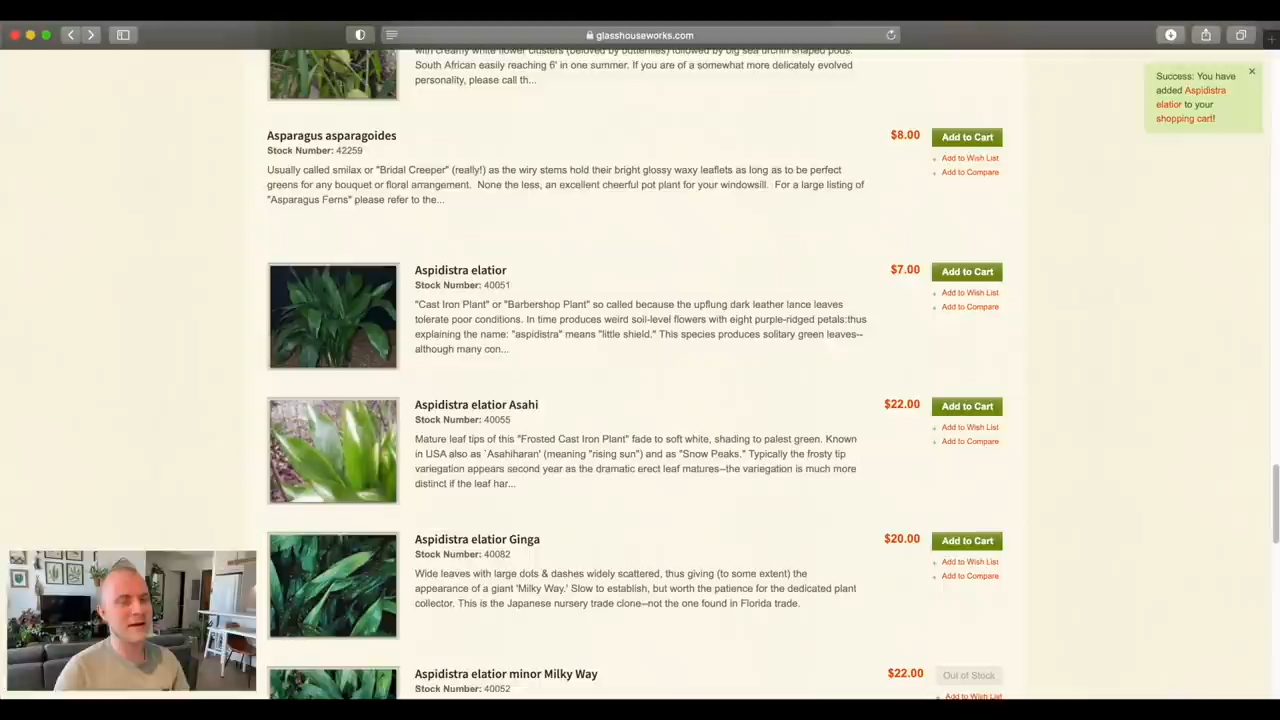 glasshouseworks.com
with creamy white flower clusters (beloved by butterflies) followed by big sea urchin shaped pods.
South African easily reaching 6' in one summer. If you are of a somewhat more delicately evolved
personality, please call th...
Success: You have
added Aspidistra
elatior to your
shopping cart!
Asparagus asparagoides
Stock Number: 42259
Usually called smilax or "Bridal Creeper" (really!) as the wiry stems hold their bright glossy waxy leaflets as long as to be perfect
greens for any bouquet or floral arrangement. None the less, an excellent cheerful pot plant for your windowsill. For a large listing of
"Asparagus Ferns" please refer to the...
$8.00
Add to Cart
Add to Wish List
Add to Compare
Aspidistra elatior
Stock Number: 40051
"Cast Iron Plant" or "Barbershop Plant" so called because the upflung dark leather lance leaves
tolerate poor conditions. In time produces weird soil-level flowers with eight purple-ridged petals:thus
explaining the name: "aspidistra" means "little shield." This species produces solitary green leaves--
although many con...
$7.00
Add to Cart
Add to Wish List
Add to Compare
Aspidistra elatior Asahi
Stock Number: 40055
Mature leaf tips of this "Frosted Cast Iron Plant" fade to soft white, shading to palest green. Known
in USA also as `Asahiharan' (meaning "rising sun") and as "Snow Peaks." Typically the frosty tip
variegation appears second year as the dramatic erect leaf matures--the variegation is much more
distinct if the leaf har...
$22.00
Add to Cart
Add to Wish List
Add to Compare
Aspidistra elatior Ginga
Stock Number: 40082
Wide leaves with large dots & dashes widely scattered, thus giving (to some extent) the
appearance of a giant 'Milky Way.' Slow to establish, but worth the patience for the dedicated plant
collector. This is the Japanese nursery trade clone--not the one found in Florida trade.
$20.00
Add to Cart
Add to Wish List
Add to Compare
Aspidistra elatior minor Milky Way
Stock Number: 40052
$22.00
Out of Stock
Add to Wish List